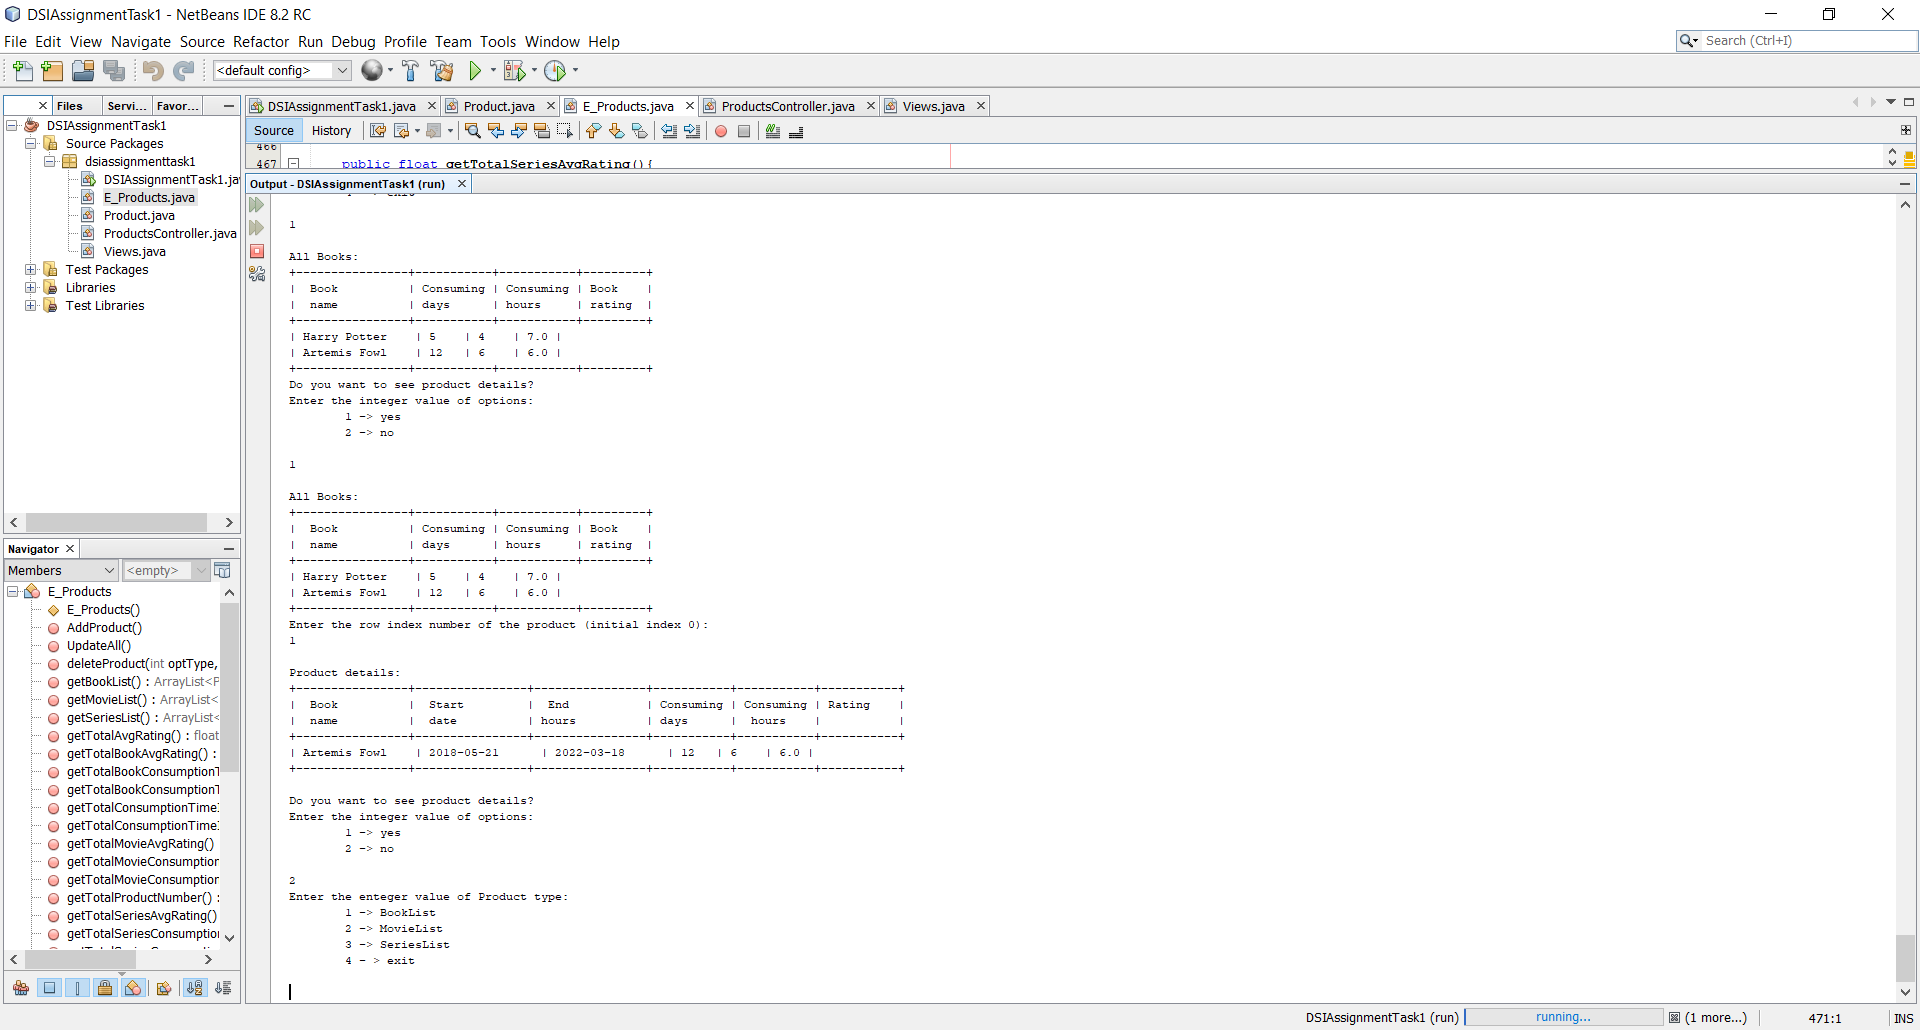 DSIAssignmentTask1 - NetBeans IDE 8.2 RC
File Edit View Navigate Source Refactor Run Debug Profile Team Tools Window Help
Search (Ctrl+I)
<default config>
Files Servi... Favor...
DSIAssignmentTask1.java Product.java E_Products.java ProductsController.java Views.java
Source History
DSIAssignmentTask1
Source Packages
dsiassignmenttask1
DSIAssignmentTask1.ja
E_Products.java
Product.java
ProductsController.java
Views.java
Test Packages
Libraries
Test Libraries
Navigator
Members <empty>
E_Products
E_Products()
AddProduct()
UpdateAll()
deleteProduct(int optType,
getBookList() : ArrayList<P
getMovieList() : ArrayList<
getSeriesList() : ArrayList<
getTotalAvgRating() : float
getTotalBookAvgRating() :
getTotalBookConsumptionT
getTotalBookConsumptionT
getTotalConsumptionTime
getTotalConsumptionTime
getTotalMovieAvgRating()
getTotalMovieConsumption
getTotalMovieConsumption
getTotalProductNumber() :
getTotalSeriesAvgRating()
getTotalSeriesConsumption
466
467 public float getTotalSeriesAvgRating(){
Output - DSIAssignmentTask1 (run)
1
All Books:
+----------------+-----------+-----------+---------+
|  Book          | Consuming | Consuming | Book    |
|  name          | days      | hours     | rating  |
+----------------+-----------+-----------+---------+
| Harry Potter    | 5    | 4    | 7.0 |
| Artemis Fowl    | 12   | 6    | 6.0 |
+----------------+-----------+-----------+---------+
Do you want to see product details?
Enter the integer value of options:
1 -> yes
2 -> no
1
All Books:
+----------------+-----------+-----------+---------+
|  Book          | Consuming | Consuming | Book    |
|  name          | days      | hours     | rating  |
+----------------+-----------+-----------+---------+
| Harry Potter    | 5    | 4    | 7.0 |
| Artemis Fowl    | 12   | 6    | 6.0 |
+----------------+-----------+-----------+---------+
Enter the row index number of the product (initial index 0):
1
Product details:
+----------------+----------------+----------------+-----------+-----------+-----------+
|  Book          |  Start         |  End           | Consuming | Consuming | Rating    |
|  name          |  date          | hours          | days      |  hours    |           |
+----------------+----------------+----------------+-----------+-----------+-----------+
| Artemis Fowl    | 2018-05-21      | 2022-03-18      | 12   | 6    | 6.0 |
+----------------+----------------+----------------+-----------+-----------+-----------+
Do you want to see product details?
Enter the integer value of options:
1 -> yes
2 -> no
2
Enter the enteger value of Product type:
1 -> BookList
2 -> MovieList
3 -> SeriesList
4 - > exit
DSIAssignmentTask1 (run) running... (1 more...) 471:1 INS